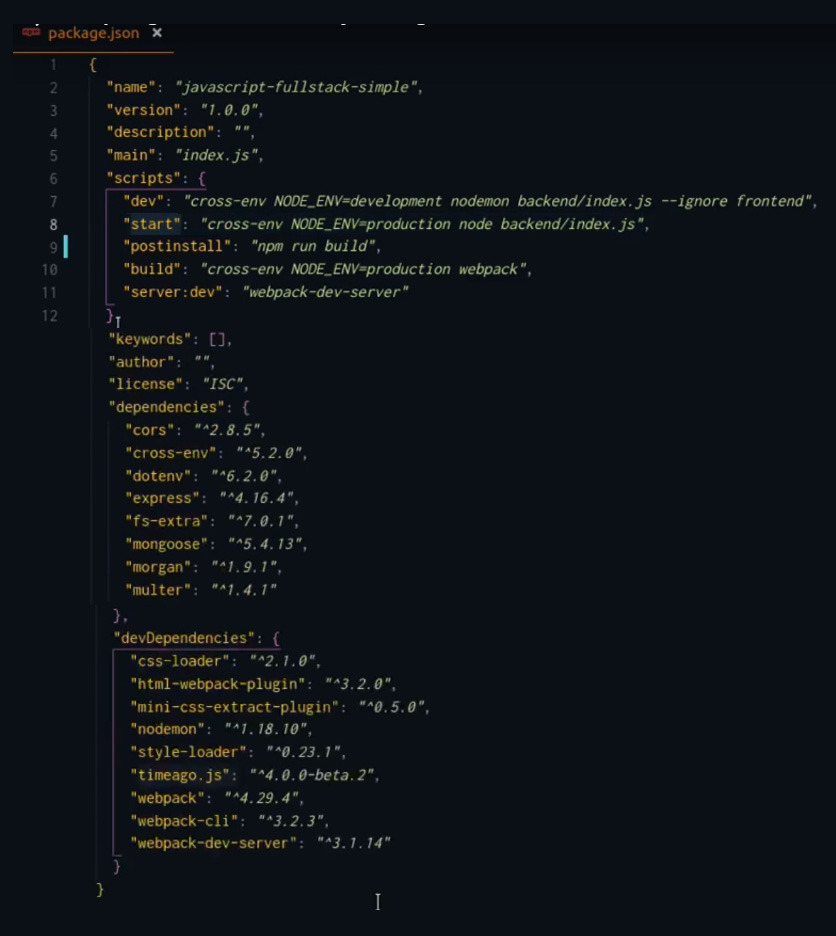 package.json ×
1 {
2 "name": "javascript-fullstack-simple",
3 "version": "1.0.0",
4 "description": "",
5 "main": "index.js",
6 "scripts": {
7 "dev": "cross-env NODE_ENV=development nodemon backend/index.js --ignore frontend",
8 "start": "cross-env NODE_ENV=production node backend/index.js",
9 "postinstall": "npm run build",
10 "build": "cross-env NODE_ENV=production webpack",
11 "server:dev": "webpack-dev-server"
12 },
"keywords": [],
"author": "",
"license": "ISC",
"dependencies": {
"cors": "^2.8.5",
"cross-env": "^5.2.0",
"dotenv": "^6.2.0",
"express": "^4.16.4",
"fs-extra": "^7.0.1",
"mongoose": "^5.4.13",
"morgan": "^1.9.1",
"multer": "^1.4.1"
},
"devDependencies": {
"css-loader": "^2.1.0",
"html-webpack-plugin": "^3.2.0",
"mini-css-extract-plugin": "^0.5.0",
"nodemon": "^1.18.10",
"style-loader": "^0.23.1",
"timeago.js": "^4.0.0-beta.2",
"webpack": "^4.29.4",
"webpack-cli": "^3.2.3",
"webpack-dev-server": "^3.1.14"
}
}